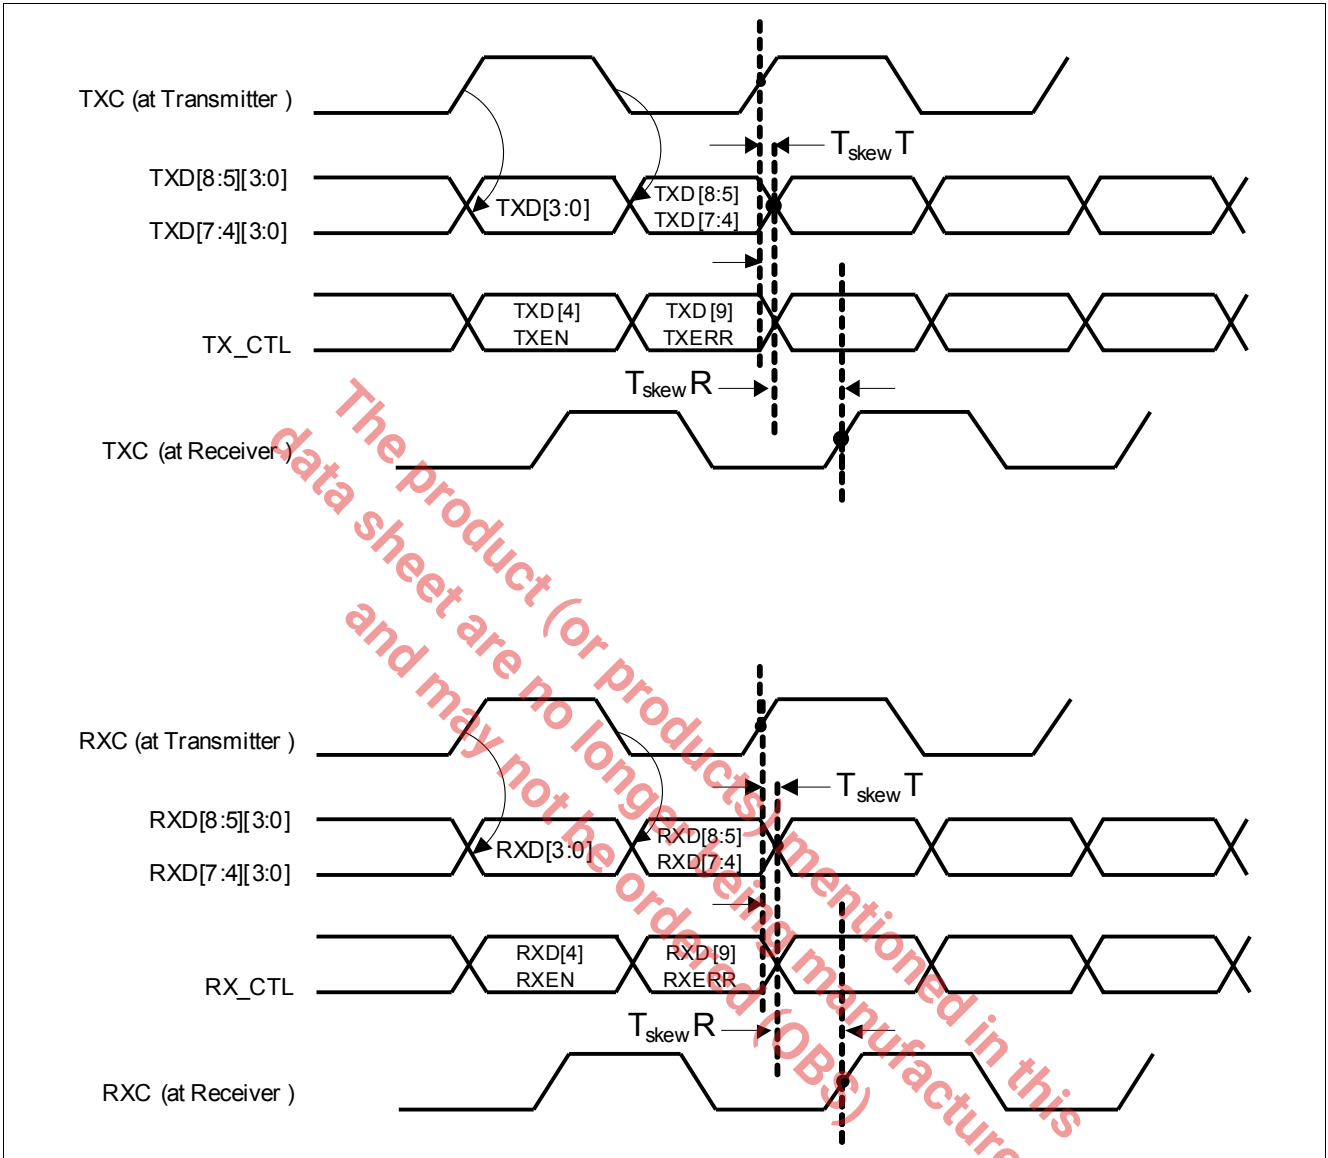 TXC (at Transmitter )
TskewT
TXD[8:5][3:0]
TXD[3:0]
TXD[8:5]
TXD[7:4]
TXD[7:4][3:0]
TXD[4]
TXEN
TXD[9]
TXERR
TX_CTL
TskewR
TXC (at Receiver )
The product (or products) mentioned in this
data sheet are no longer being manufacture
and may not be ordered (OBS)
RXC (at Transmitter )
TskewT
RXD[8:5][3:0]
RXD[3:0]
RXD[8:5]
RXD[7:4]
RXD[7:4][3:0]
RXD[4]
RXEN
RXD[9]
RXERR
RX_CTL
TskewR
RXC (at Receiver )